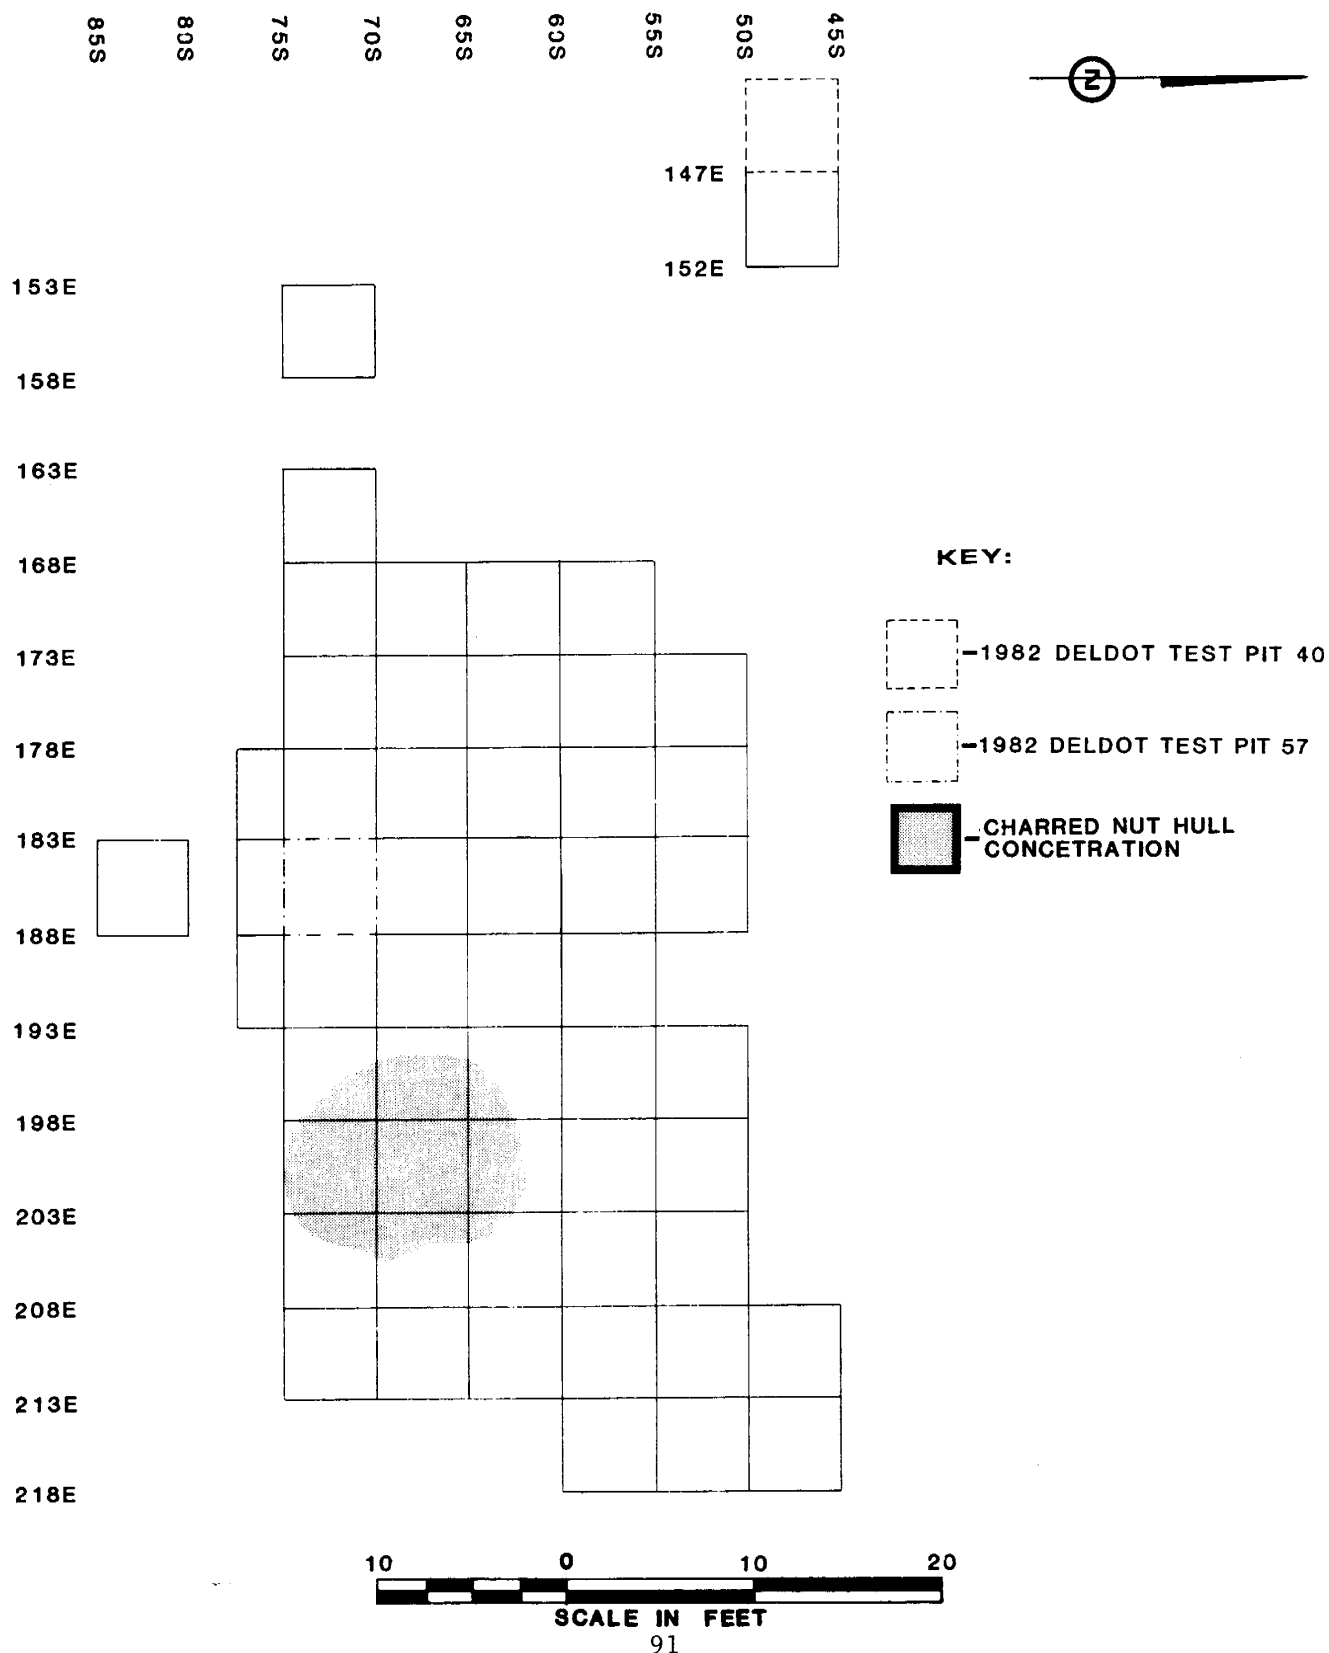 85S 80S 75S 70S 65S 60S 55S 50S 45S
N
147E
152E
153E
158E
163E
168E
173E
178E
183E
188E
193E
198E
203E
208E
213E
218E
KEY:
-1982 DELDOT TEST PIT 40
-1982 DELDOT TEST PIT 57
-CHARRED NUT HULL
CONCETRATION
10 0 10 20
SCALE IN FEET
91